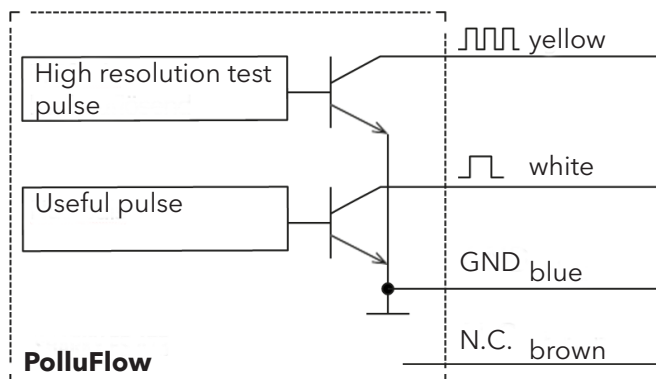 High resolution test
pulse
yellow
Useful pulse
white
GND blue
N.C. brown
PolluFlow